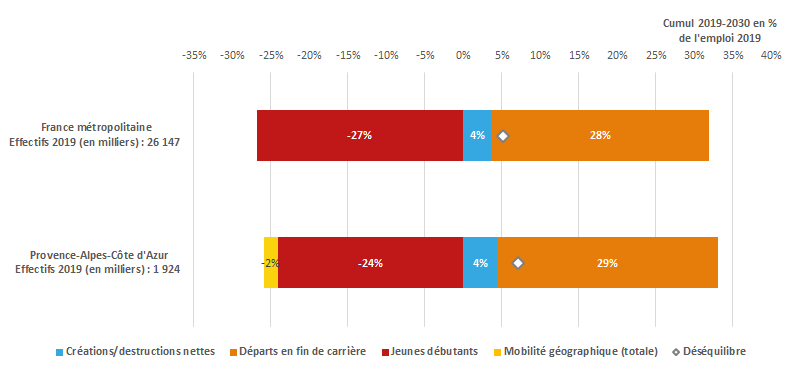 Cumul 2019-2030 en %
de l'emploi 2019
-35% -30% -25% -20% -15% -10% -5% 0% 5% 10% 15% 20% 25% 30% 35% 40%
France métropolitaine
Effectifs 2019 (en milliers) : 26 147
-27% 4% 28%
Provence-Alpes-Côte d'Azur
Effectifs 2019 (en milliers) : 1 924
-2% -24% 4% 29%
Créations/destructions nettes Départs en fin de carrière Jeunes débutants Mobilité géographique (totale) Déséquilibre